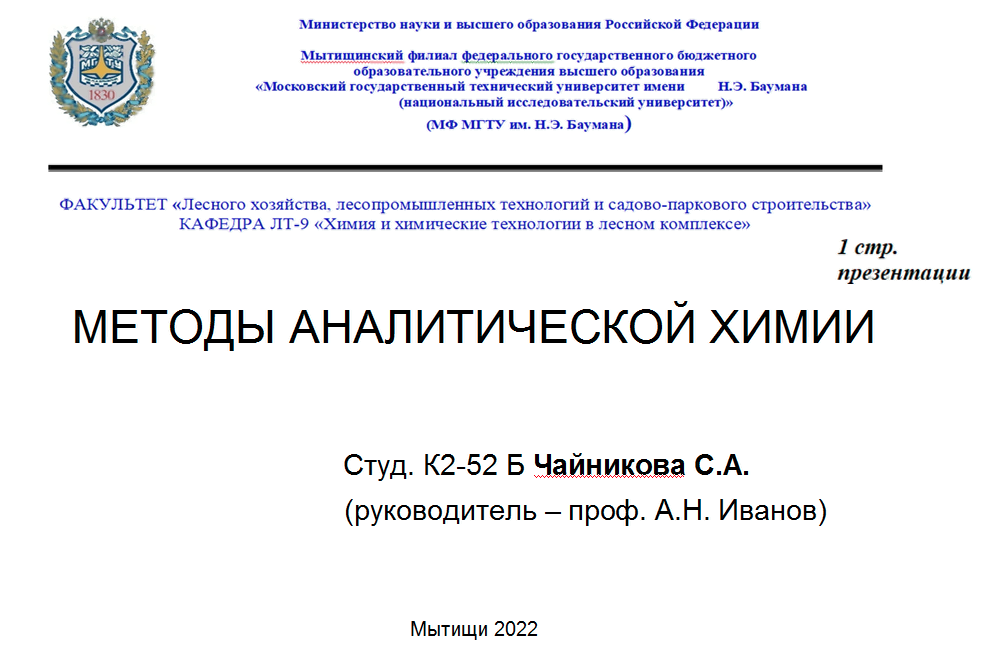 Министерство науки и высшего образования Российской Федерации
Мытищинский филиал федерального государственного бюджетного
образовательного учреждения высшего образования
«Московский государственный технический университет имени Н.Э. Баумана
(национальный исследовательский университет)»
(МФ МГТУ им. Н.Э. Баумана)
МГТУ
1830
ФАКУЛЬТЕТ «Лесного хозяйства, лесопромышленных технологий и садово-паркового строительства»
КАФЕДРА ЛТ-9 «Химия и химические технологии в лесном комплексе»
1 стр.
презентации
МЕТОДЫ АНАЛИТИЧЕСКОЙ ХИМИИ
Студ. К2-52 Б Чайникова С.А.
(руководитель – проф. А.Н. Иванов)
Мытищи 2022